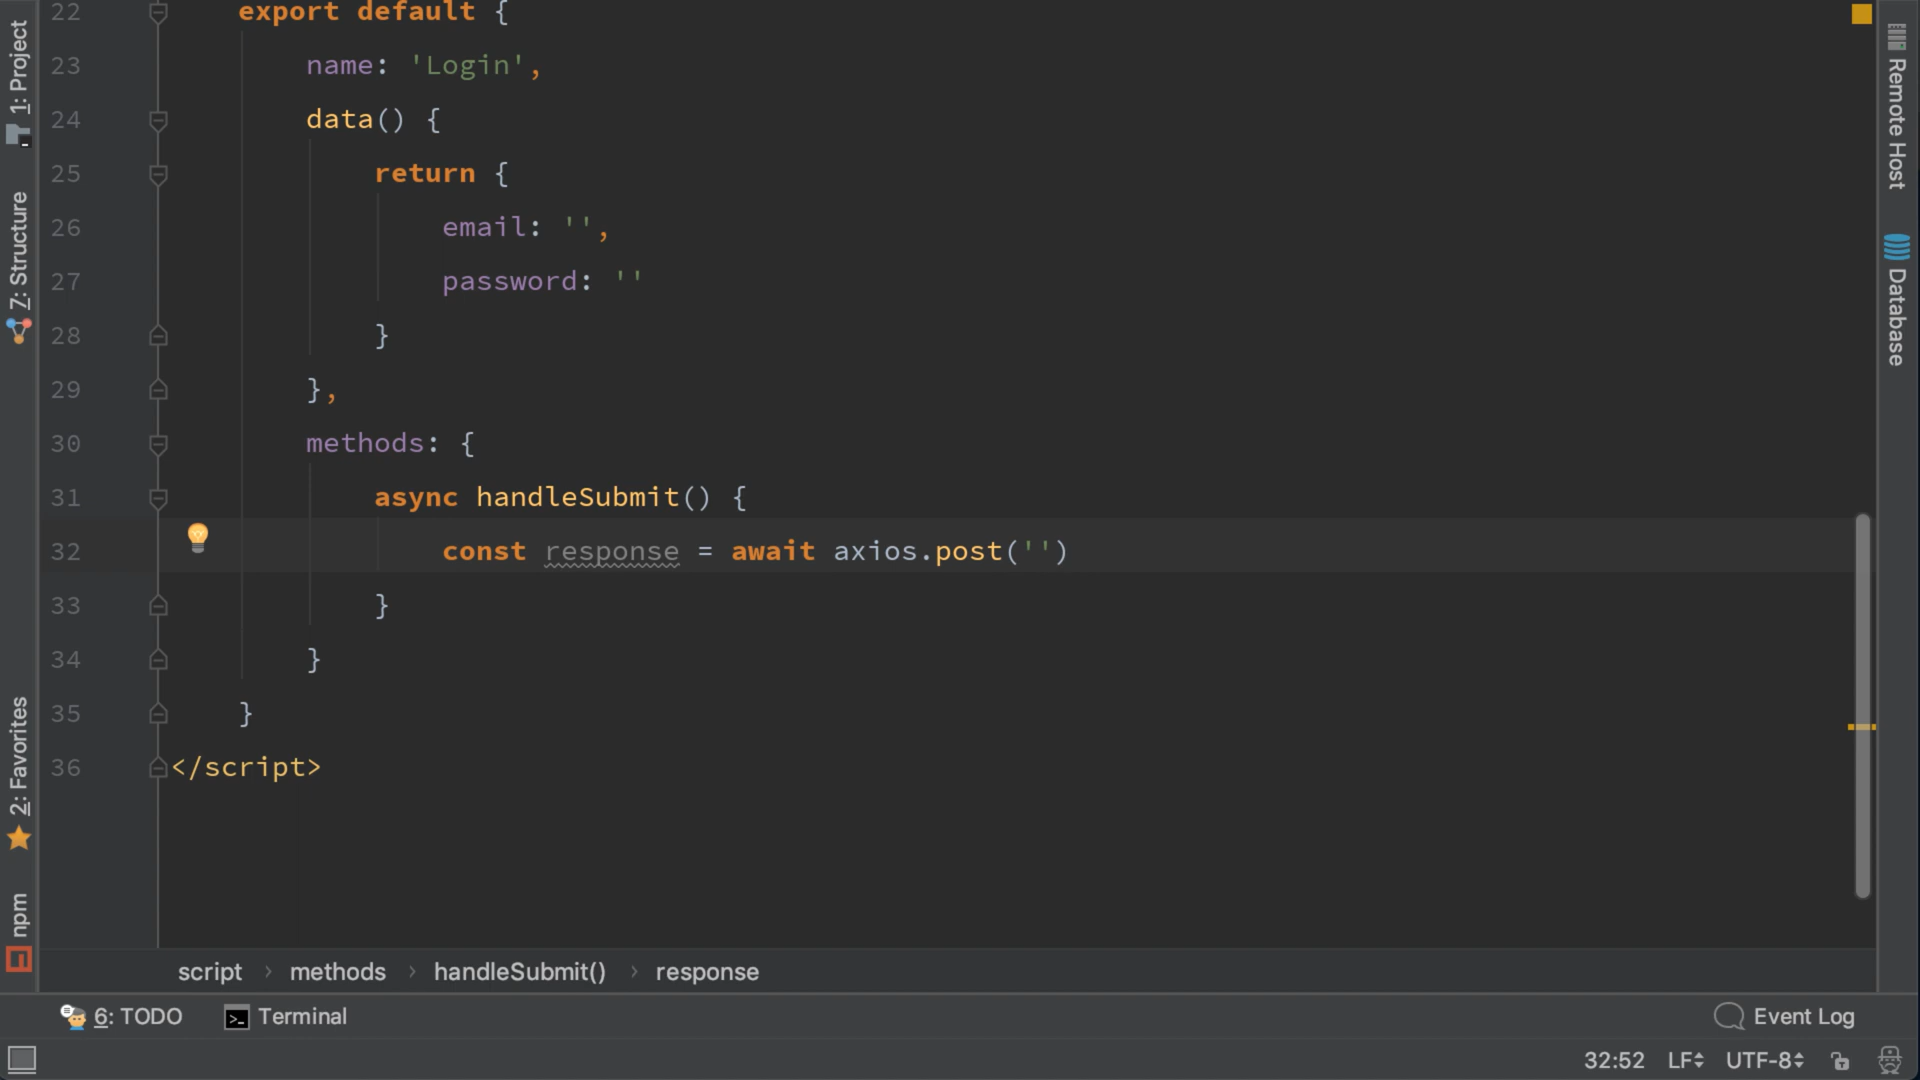 22 export default {
23 name: 'Login',
24 data() {
25 return {
26 email: '',
27 password: ''
28 }
29 },
30 methods: {
31 async handleSubmit() {
32 const response = await axios.post('')
33 }
34 }
35 }
36 </script>
1: Project
Z: Structure
2: Favorites
npm
Remote Host
Database
script › methods › handleSubmit() › response
6: TODO Terminal Event Log
32:52 LF UTF-8